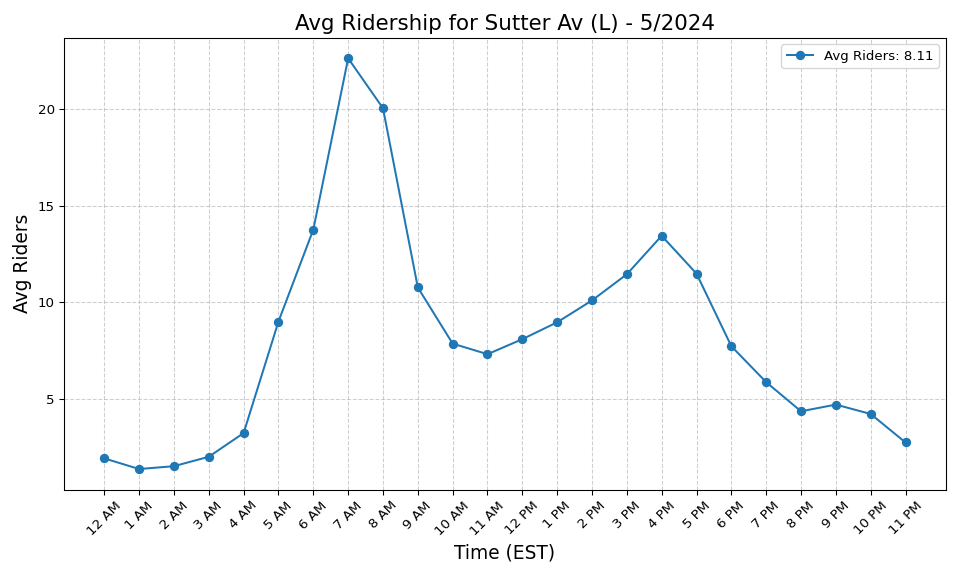 Avg Ridership for Sutter Av (L) - 5/2024
Avg Riders: 8.11
Avg Riders
20
15
10
5
12 AM
1 AM
2 AM
3 AM
4 AM
5 AM
6 AM
7 AM
8 AM
9 AM
10 AM
11 AM
12 PM
1 PM
2 PM
3 PM
4 PM
5 PM
6 PM
7 PM
8 PM
9 PM
10 PM
11 PM
Time (EST)